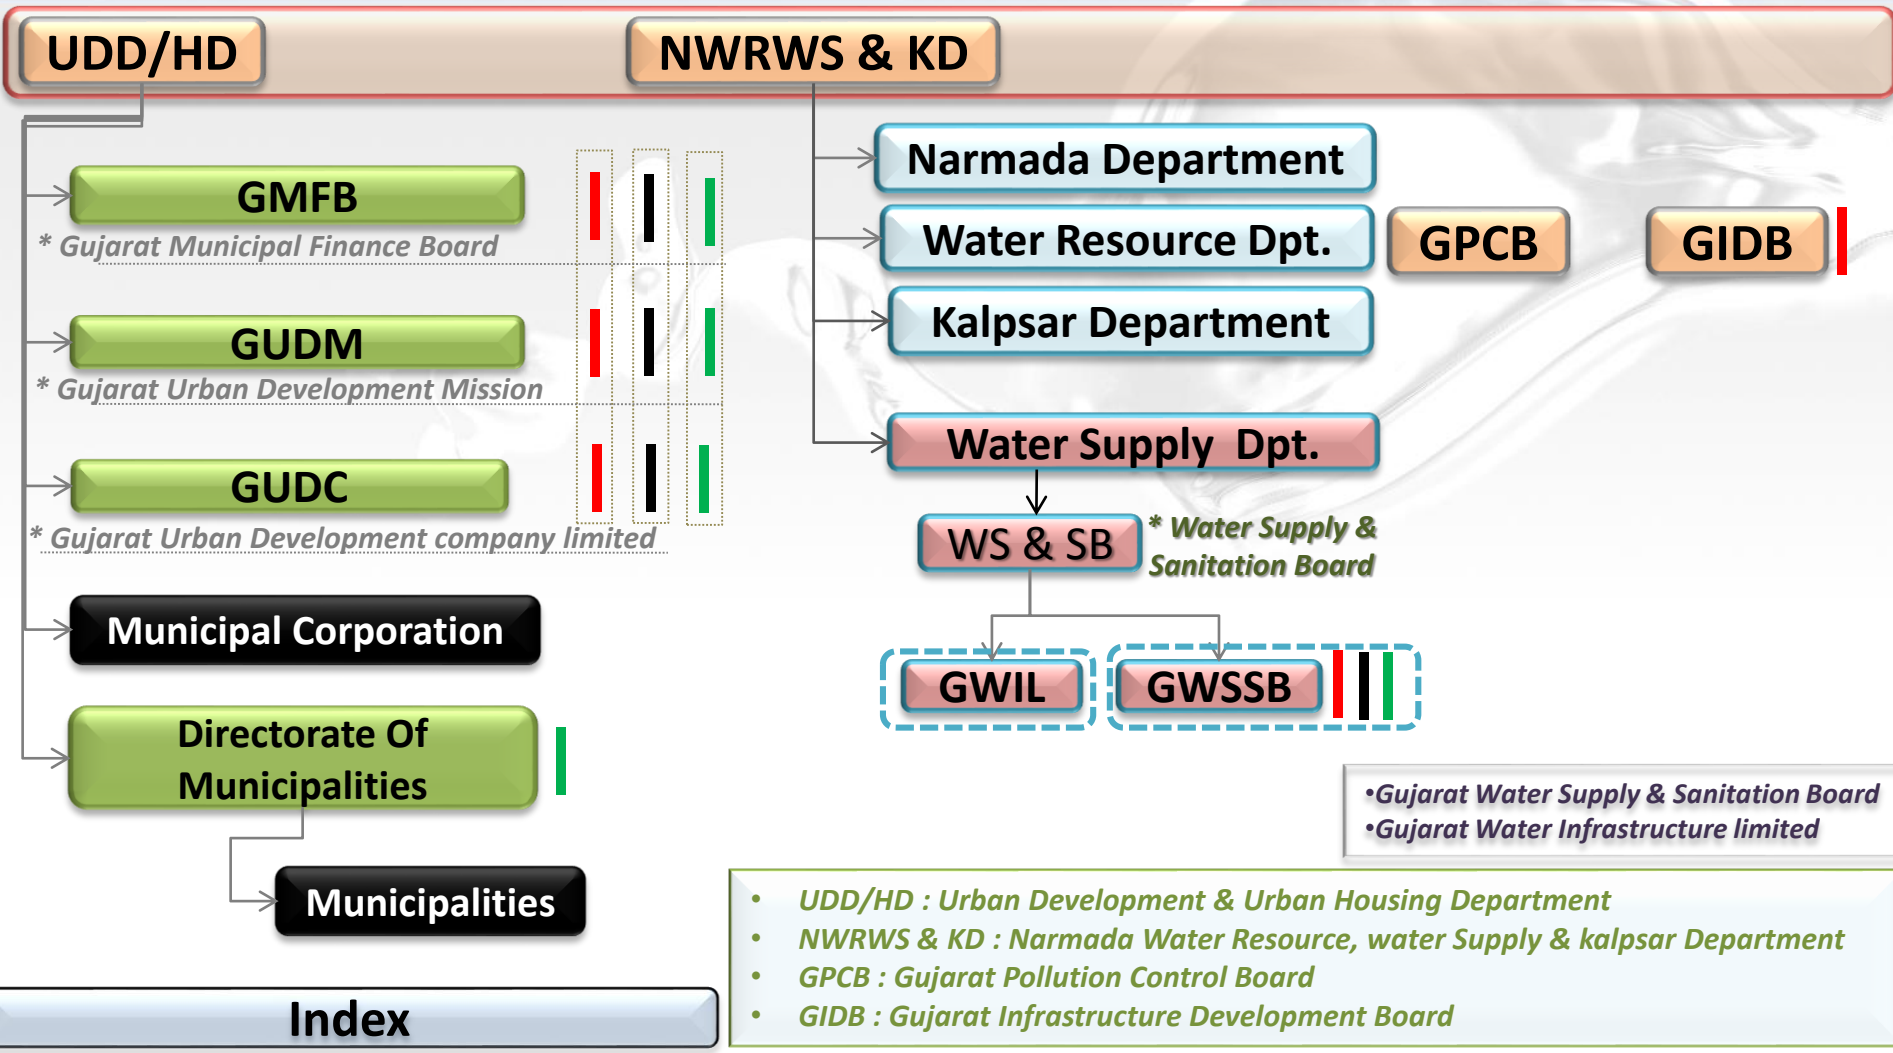 UDD/HD
NWRWS & KD
GMFB
* Gujarat Municipal Finance Board
GUDM
* Gujarat Urban Development Mission
GUDC
* Gujarat Urban Development company limited
Municipal Corporation
Directorate Of
Municipalities
Municipalities
Narmada Department
Water Resource Dpt.
Kalpsar Department
GPCB
GIDB
Water Supply Dpt.
WS & SB
* Water Supply &
Sanitation Board
GWIL
GWSSB
•Gujarat Water Supply & Sanitation Board
•Gujarat Water Infrastructure limited
• UDD/HD : Urban Development & Urban Housing Department
• NWRWS & KD : Narmada Water Resource, water Supply & kalpsar Department
• GPCB : Gujarat Pollution Control Board
• GIDB : Gujarat Infrastructure Development Board
Index